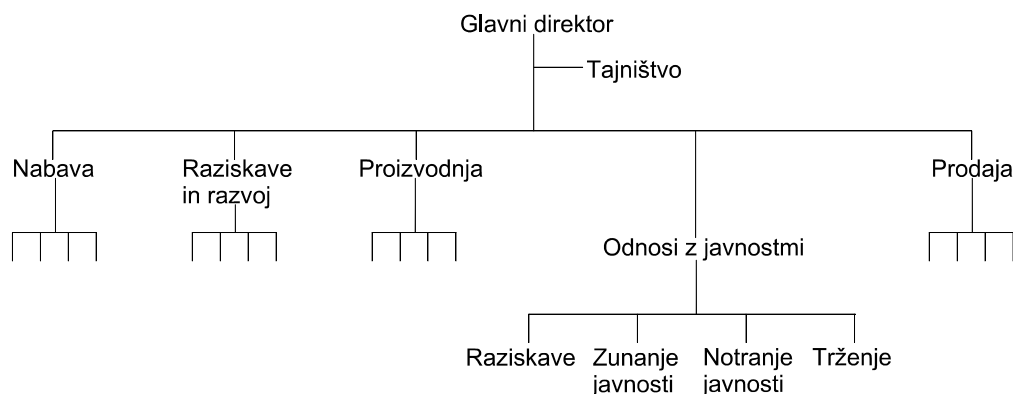 Glavni direktor
Tajništvo
Nabava
Raziskave
in razvoj
Proizvodnja
Prodaja
Odnosi z javnostmi
Raziskave
Zunanje
javnosti
Notranje
javnosti
Trženje